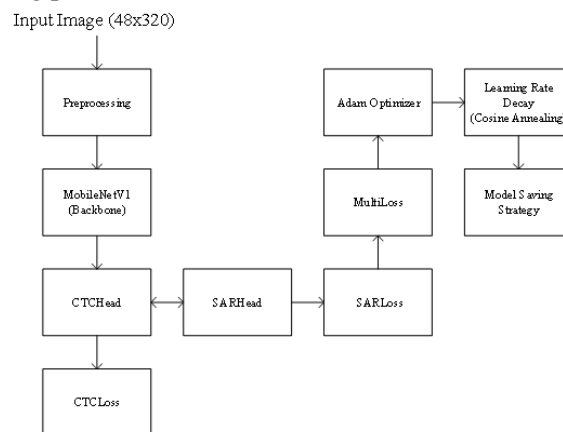 Input Image (48x320)
Preprocessing
MobileNetV1
(Backbone)
CTCHead
CTCLoss
SARHead
SARLoss
MultiLoss
Adam Optimizer
Learning Rate
Decay
(Cosine Annealing)
Model Saving
Strategy